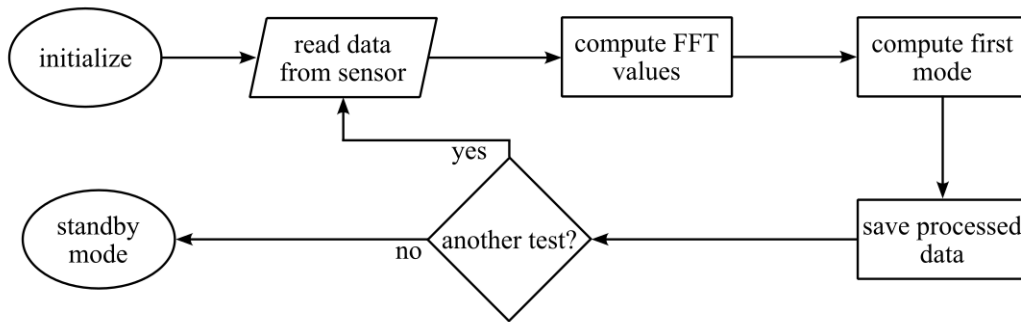 initialize
read data
from sensor
compute FFT
values
compute first
mode
yes
standby
mode
no
another test?
save processed
data